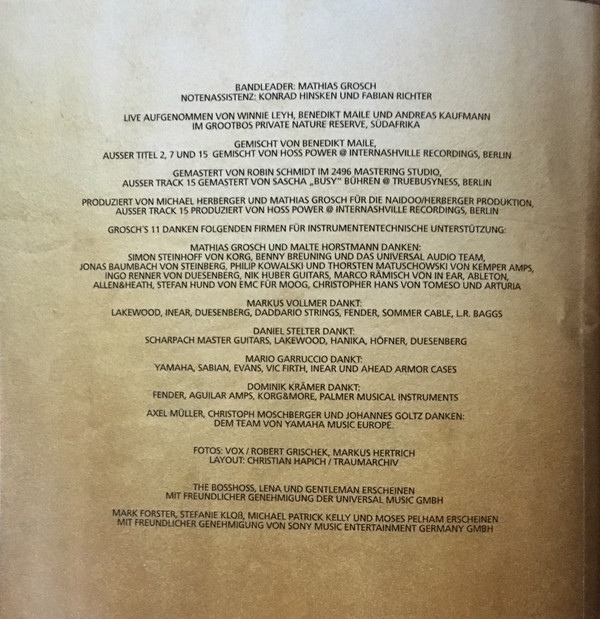 BANDLEADER: MATHIAS GROSCH
NOTENASSISTENZ: KONRAD HINSKEN UND FABIAN RICHTER
LIVE AUFGENOMMEN VON WINNIE LEYH, BENEDIKT MAILE UND ANDREAS KAUFMANN
IM GROOTBOS PRIVATE NATURE RESERVE, SÜDAFRIKA
GEMISCHT VON BENEDIKT MAILE,
AUSSER TITEL 2, 7 UND 15 GEMISCHT VON HOSS POWER @ INTERNASHVILLE RECORDINGS, BERLIN
GEMASTERT VON ROBIN SCHMIDT IM 2496 MASTERING STUDIO,
AUSSER TRACK 15 GEMASTERT VON SASCHA „BUSY" BÜHREN @ TRUEBUSYNESS, BERLIN
PRODUZIERT VON MICHAEL HERBERGER UND MATHIAS GROSCH FÜR DIE NAIDOO/HERBERGER PRODUKTION,
AUSSER TRACK 15 PRODUZIERT VON HOSS POWER @ INTERNASHVILLE RECORDINGS, BERLIN
GROSCH´S 11 DANKEN FOLGENDEN FIRMEN FÜR INSTRUMENTENTECHNISCHE UNTERSTÜTZUNG:
MATHIAS GROSCH UND MALTE HORSTMANN DANKEN:
SIMON STEINHOFF VON KORG, BENNY BREUNING UND DAS UNIVERSAL AUDIO TEAM,
JONAS BAUMBACH VON STEINBERG, PHILIP KOWALSKI UND THORSTEN MATUSCHOWSKI VON KEMPER AMPS,
INGO RENNER VON DUESENBERG, NIK HUBER GUITARS, MARCO RÄMISCH VON IN EAR, ABLETON,
ALLEN&HEATH, STEFAN HUND VON EMC FÜR MOOG, CHRISTOPHER HANS VON TOMESO UND ARTURIA
MARKUS VOLLMER DANKT:
LAKEWOOD, INEAR, DUESENBERG, DADDARIO STRINGS, FENDER, SOMMER CABLE, L.R. BAGGS
DANIEL STELTER DANKT:
SCHARPACH MASTER GUITARS, LAKEWOOD, HANIKA, HÖFNER, DUESENBERG
MARIO GARRUCCIO DANKT:
YAMAHA, SABIAN, EVANS, VIC FIRTH, INEAR UND AHEAD ARMOR CASES
DOMINIK KRÄMER DANKT:
FENDER, AGUILAR AMPS, KORG&MORE, PALMER MUSICAL INSTRUMENTS
AXEL MÜLLER, CHRISTOPH MOSCHBERGER UND JOHANNES GOLTZ DANKEN:
DEM TEAM VON YAMAHA MUSIC EUROPE.
FOTOS: VOX / ROBERT GRISCHEK, MARKUS HERTRICH
LAYOUT: CHRISTIAN HAPICH / TRAUMARCHIV
THE BOSSHOSS, LENA UND GENTLEMAN ERSCHEINEN
MIT FREUNDLICHER GENEHMIGUNG DER UNIVERSAL MUSIC GMBH
MARK FORSTER, STEFANIE KLOß, MICHAEL PATRICK KELLY UND MOSES PELHAM ERSCHEINEN
MIT FREUNDLICHER GENEHMIGUNG VON SONY MUSIC ENTERTAINMENT GERMANY GMBH